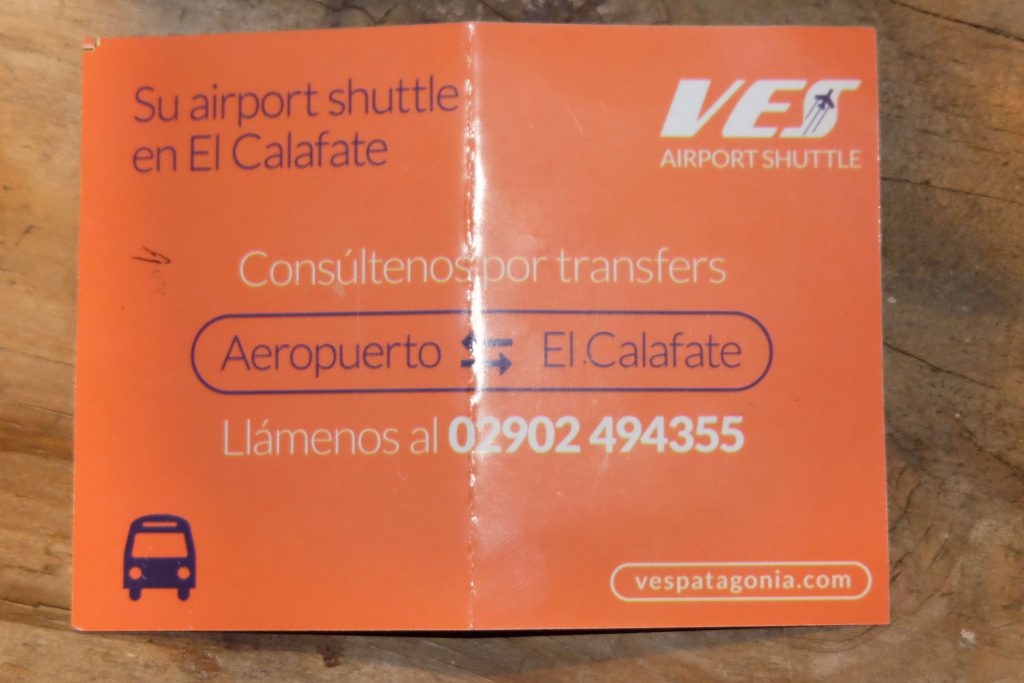 Su airport shuttle
en El Calafate
VES
AIRPORT SHUTTLE
Consúltenos por transfers
Aeropuerto ⇆ El Calafate
Llámenos al 02902 494355
vespatagonia.com